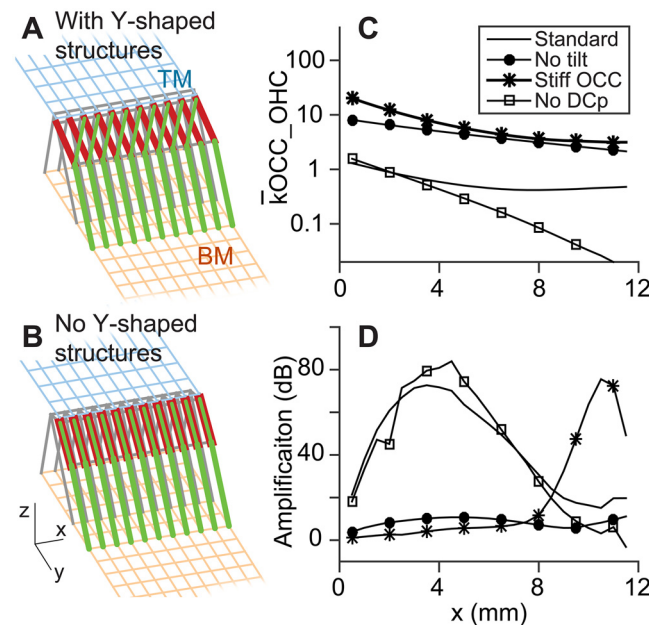 A With Y-shaped
structures
TM
BM
B No Y-shaped
structures
z
x
y
C
Standard
No tilt
Stiff OCC
No DCp
k̅OCC_OHC
100
10
1
0.1
0 4 8 12
D
Amplificaiton (dB)
80
40
0
0 4 8 12
x (mm)